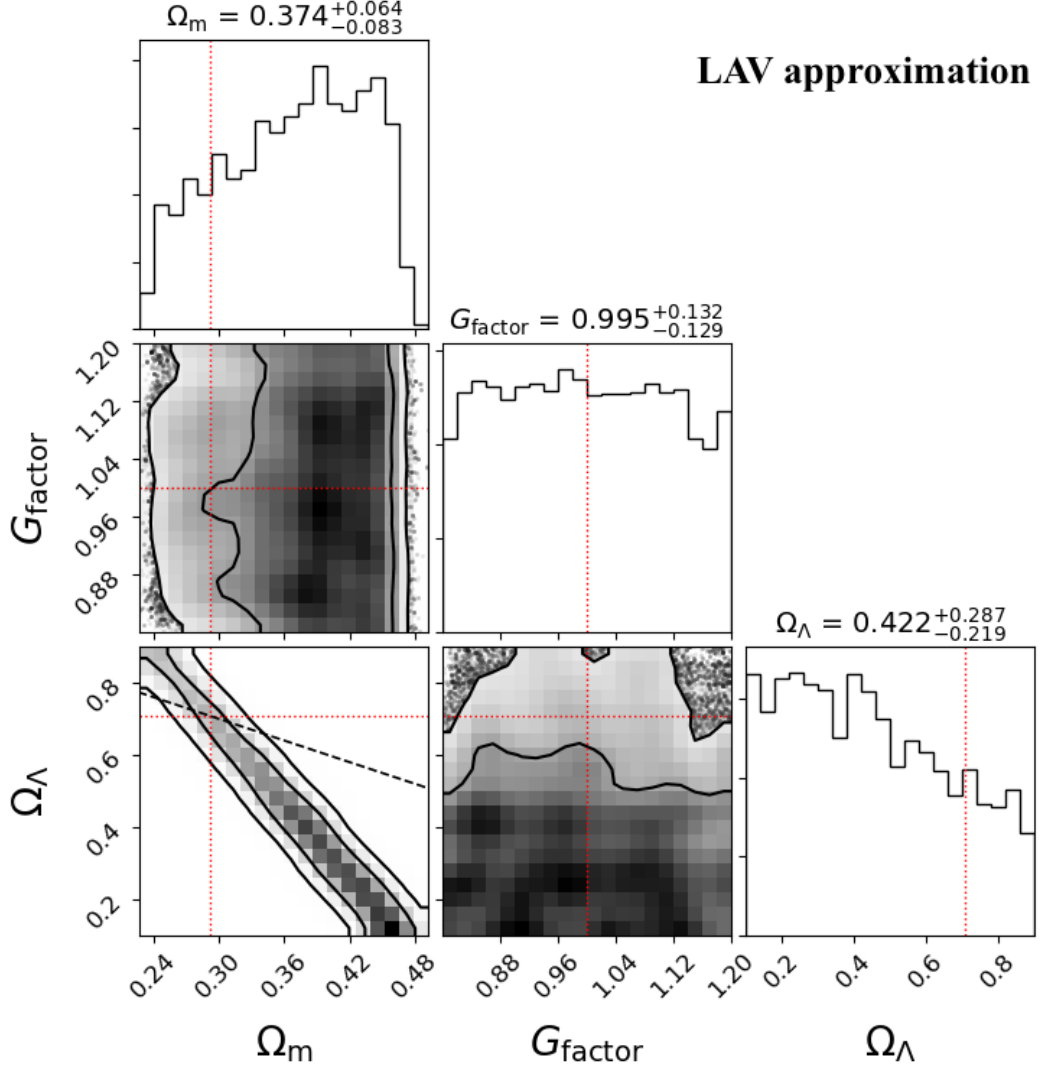 Ωm = 0.374+0.064−0.083
LAV approximation
Gfactor = 0.995+0.132−0.129
1.20
1.12
1.04
0.96
0.88
Gfactor
ΩΛ = 0.422+0.287−0.219
0.8
0.6
0.4
0.2
ΩΛ
0.24 0.30 0.36 0.42 0.48
0.88 0.96 1.04 1.12 1.20
0.2 0.4 0.6 0.8
Ωm
Gfactor
ΩΛ